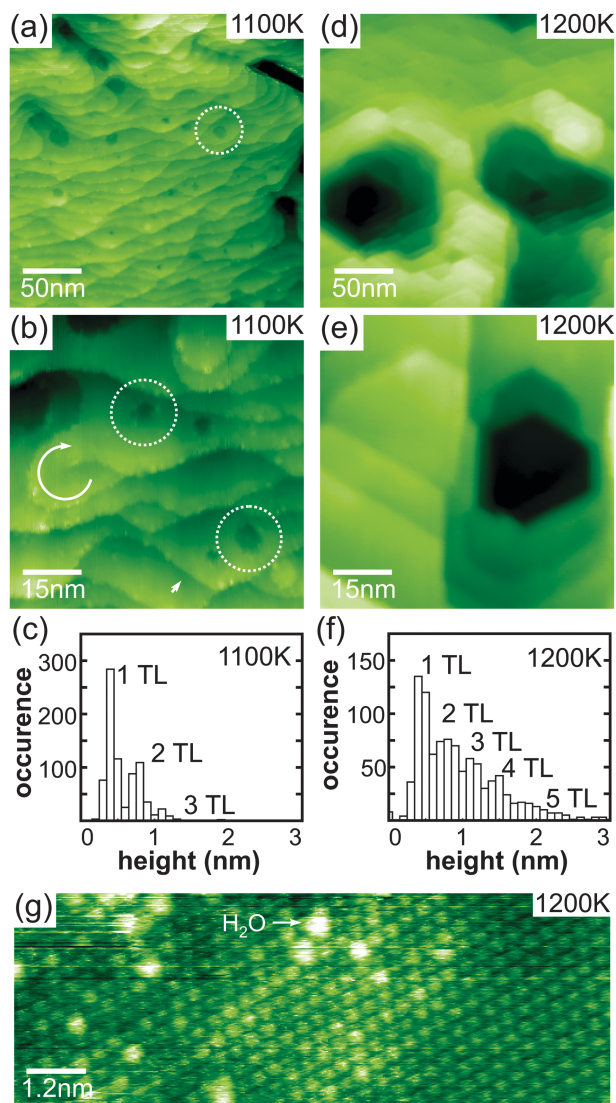 (a) 1100K
50nm
(d) 1200K
50nm
(b) 1100K
15nm
(e) 1200K
15nm
(c) 1100K
occurence
300
200
100
1 TL
2 TL
3 TL
0 1 2 3
height (nm)
(f) 1200K
occurence
150
100
50
1 TL
2 TL
3 TL
4 TL
5 TL
0 1 2 3
height (nm)
(g) 1200K
H₂O
1.2nm